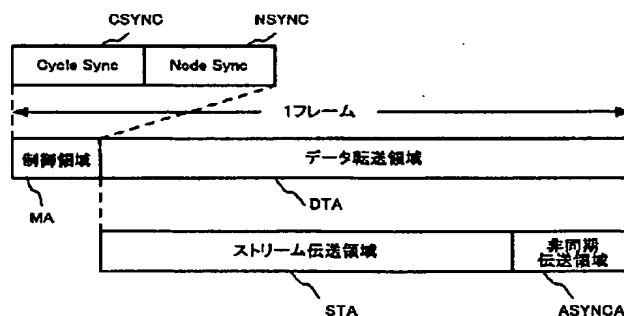 CSYNC
NSYNC
Cycle Sync
Node Sync
1フレーム
制御領域
データ転送領域
MA
DTA
ストリーム伝送領域
非同期
伝送領域
STA
ASYNCA